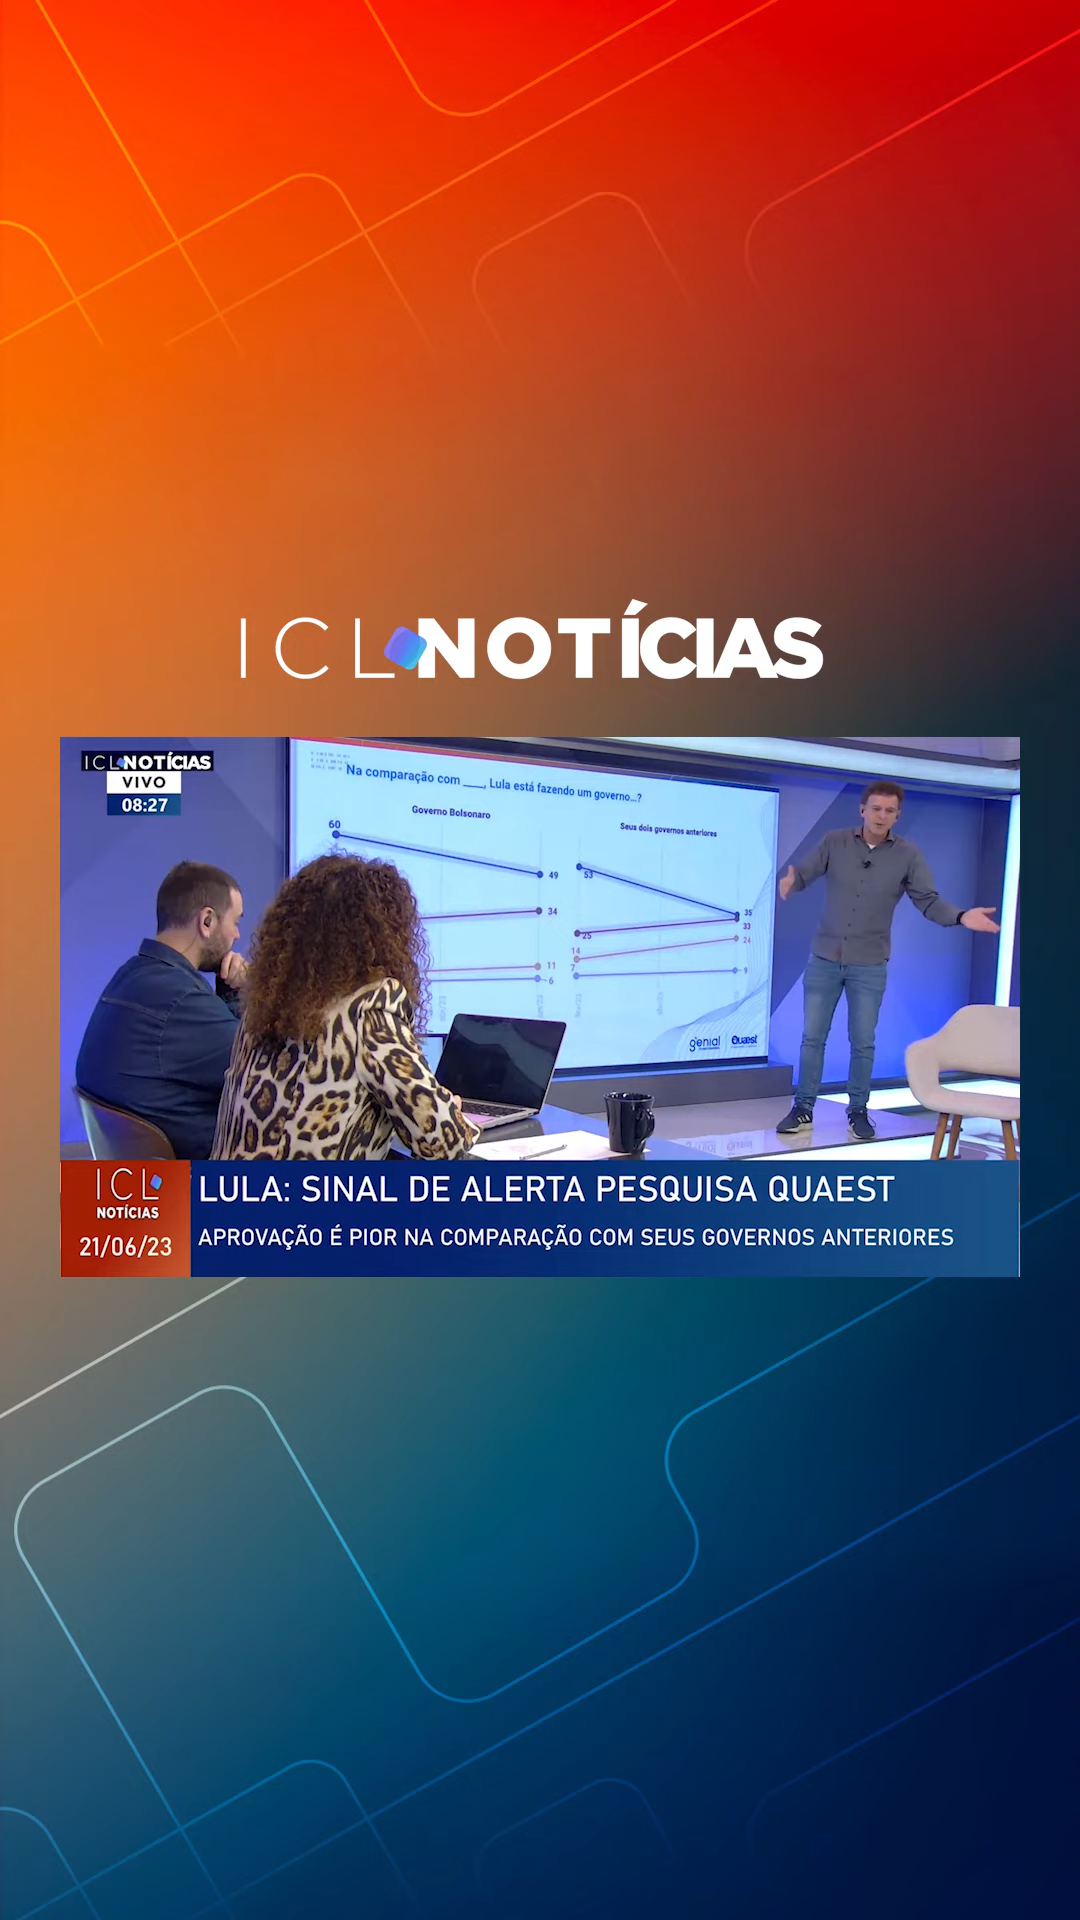 ICL NOTÍCIAS
ICL NOTÍCIAS
VIVO
08:27
Na comparação com ___, Lula está fazendo um governo...?
Governo Bolsonaro
Seus dois governos anteriores
60
49
34
11
6
53
25
14
7
35
33
24
9
genial
Quaest
ICL
NOTÍCIAS
21/06/23
LULA: SINAL DE ALERTA PESQUISA QUAEST
APROVAÇÃO É PIOR NA COMPARAÇÃO COM SEUS GOVERNOS ANTERIORES